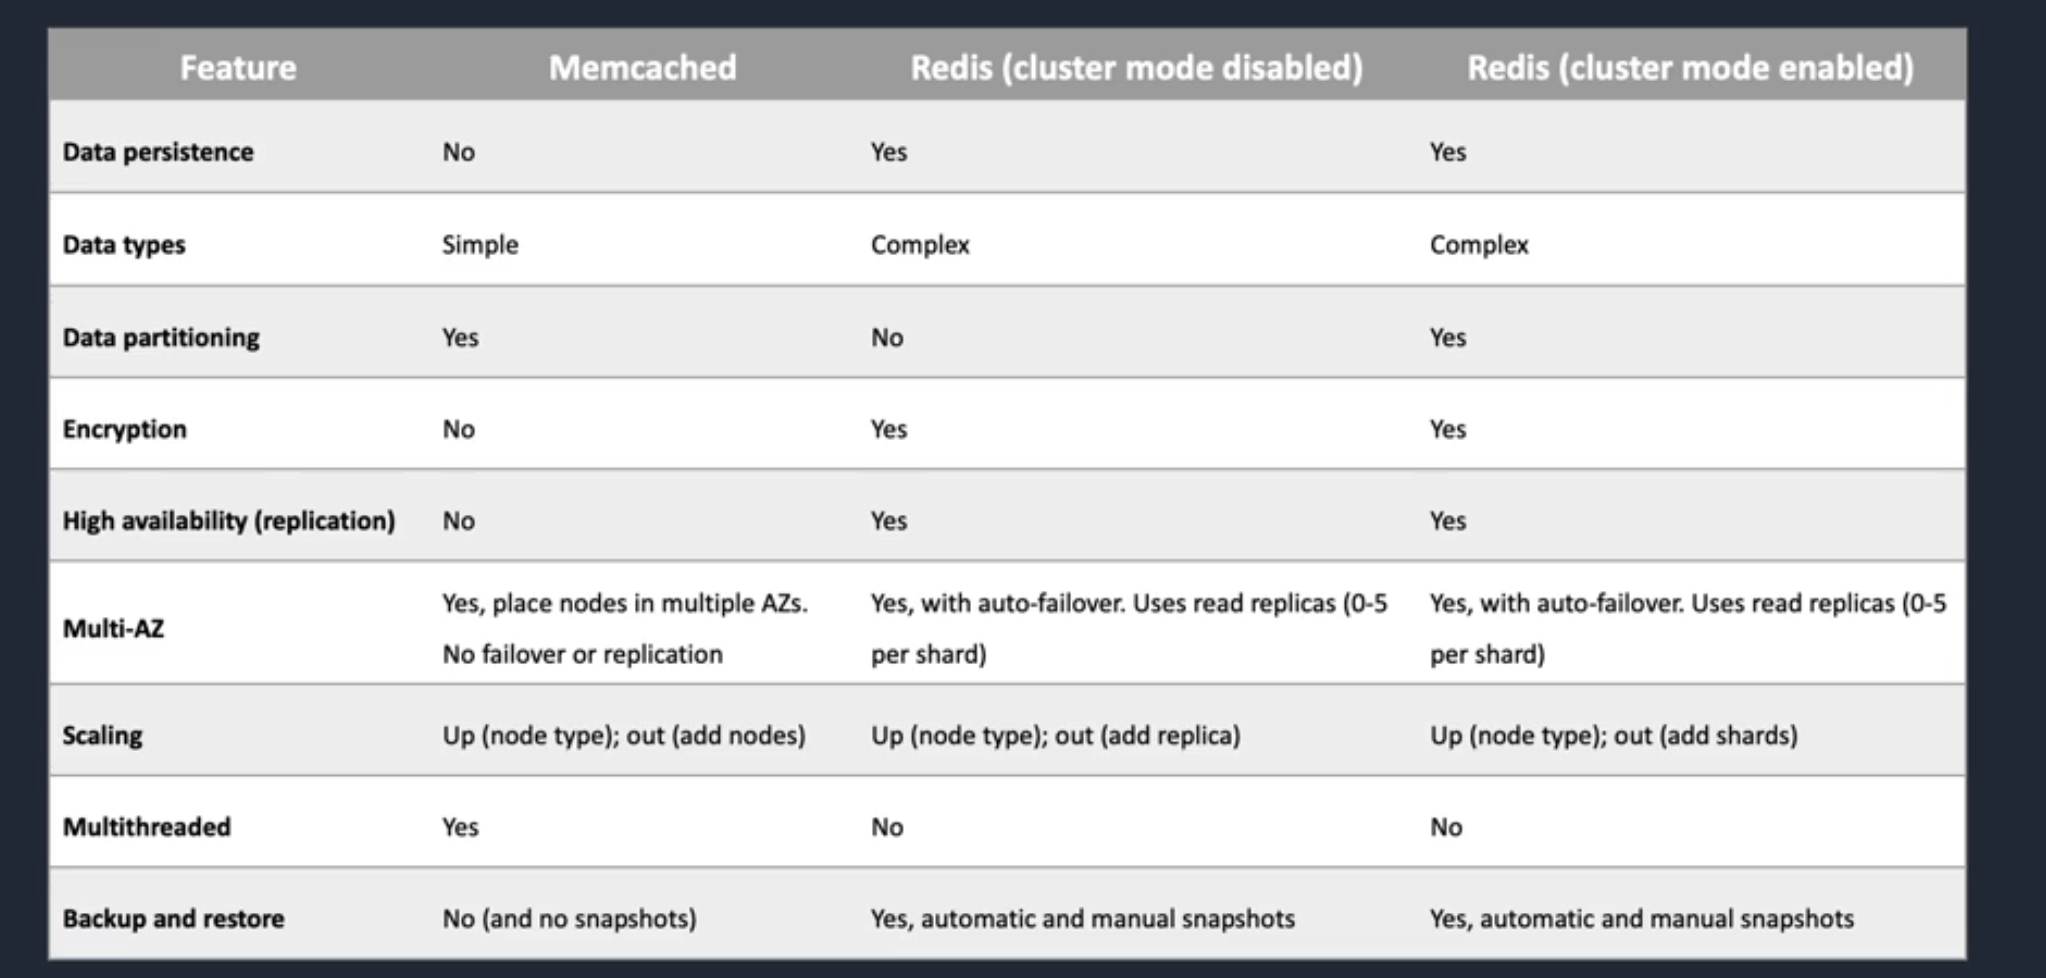 Feature Memcached Redis (cluster mode disabled) Redis (cluster mode enabled)
Data persistence No Yes Yes
Data types Simple Complex Complex
Data partitioning Yes No Yes
Encryption No Yes Yes
High availability (replication) No Yes Yes
Multi-AZ
Yes, place nodes in multiple AZs.
No failover or replication
Yes, with auto-failover. Uses read replicas (0-5
per shard)
Yes, with auto-failover. Uses read replicas (0-5
per shard)
Scaling Up (node type); out (add nodes) Up (node type); out (add replica) Up (node type); out (add shards)
Multithreaded Yes No No
Backup and restore No (and no snapshots) Yes, automatic and manual snapshots Yes, automatic and manual snapshots